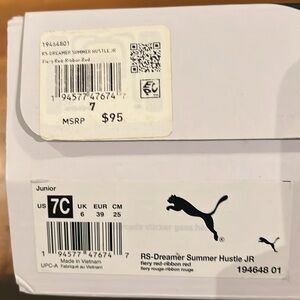 19464801
RS-DREAMER SUMMER HUSTLE JR
Fiery Red-Ribbon Red
1 94577 47674 7
7
MSRP $95
Junior
US 7C UK 6 EUR 39 CM 25
1 94577 47674 7
UPC-A
Made in Vietnam
Fabriqué au Vietnam
RS-Dreamer Summer Hustle JR
fiery red-ribbon red
fiery rouge-ribbon rouge
194648 01